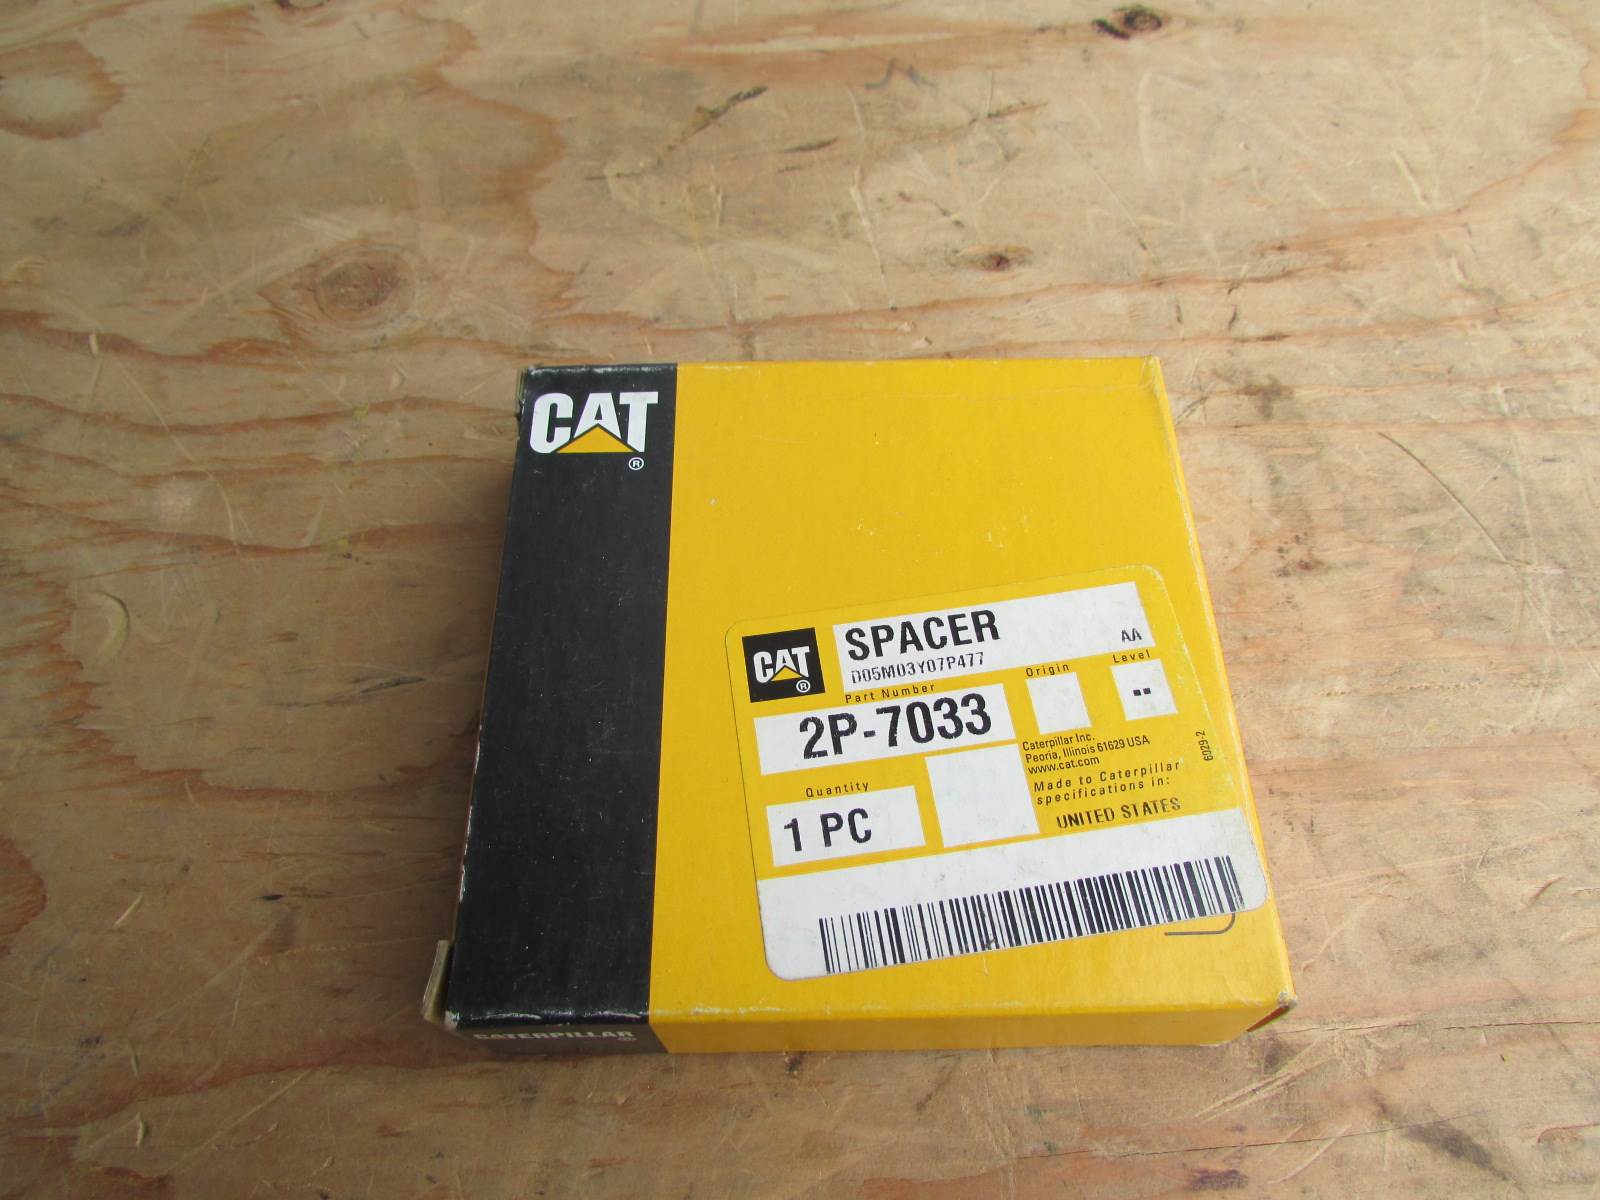 CAT
®
CAT
®
SPACER
AA
D05M03Y07P477
Part Number
Origin
Level
2P-7033
--
Caterpillar Inc.
Peoria, Illinois 61629 USA
www.cat.com
6029-2
Made to Caterpillar
specifications in:
UNITED STATES
Quantity
1 PC
CATERPILLAR®